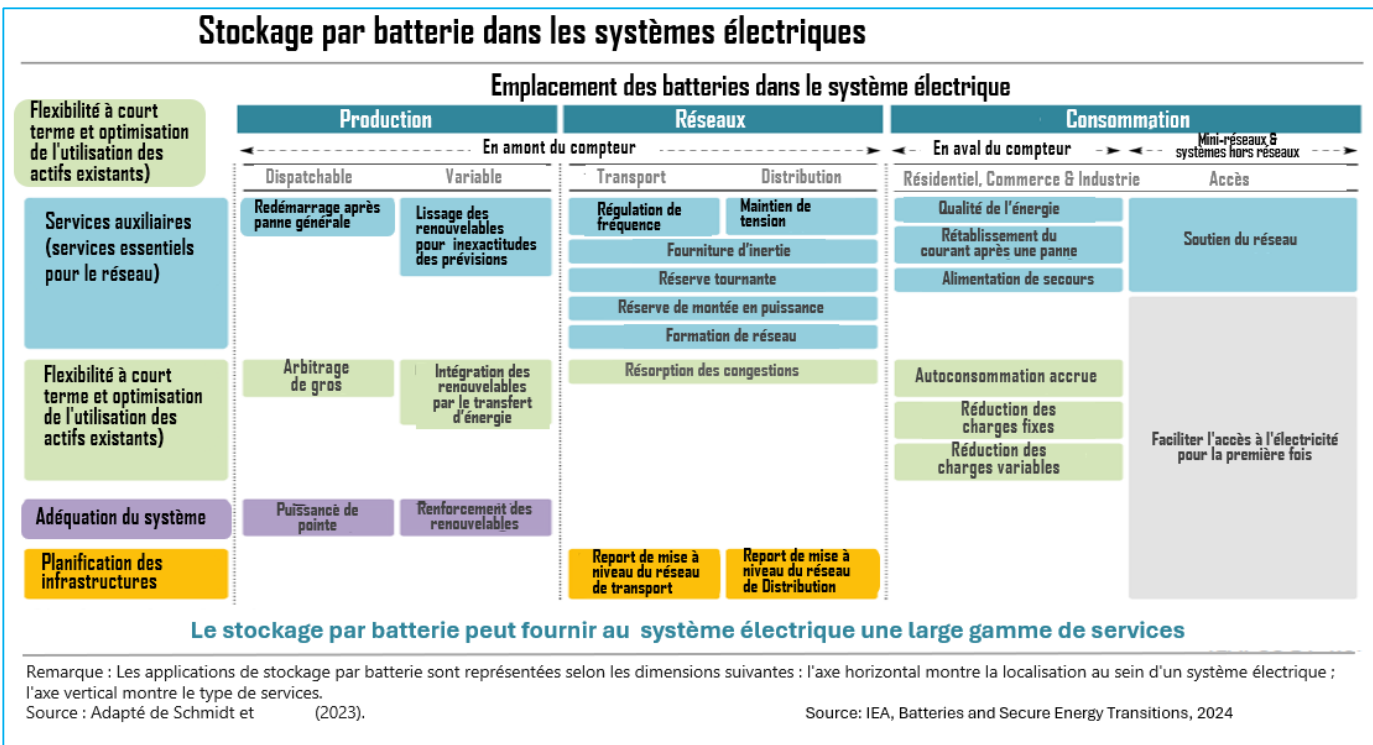 Stockage par batterie dans les systèmes électriques
Emplacement des batteries dans le système électrique
Flexibilité à court
terme et optimisation
de l'utilisation des
actifs existants)
Production
Réseaux
Consommation
En amont du compteur
En aval du compteur
Mini-réseaux &
systèmes hors réseaux
Dispatchable
Variable
Transport
Distribution
Résidentiel, Commerce & Industrie
Accès
Services auxiliaires
(services essentiels
pour le réseau)
Redémarrage après
panne générale
Lissage des
renouvelables
pour inexactitudes
des prévisions
Régulation de
fréquence
Maintien de
tension
Fourniture d'inertie
Réserve tournante
Réserve de montée en puissance
Formation de réseau
Qualité de l'énergie
Rétablissement du
courant après une panne
Alimentation de secours
Soutien du réseau
Flexibilité à court
terme et optimisation
de l'utilisation des
actifs existants)
Arbitrage
de gros
Intégration des
renouvelables
par le transfert
d'énergie
Résorption des congestions
Autoconsommation accrue
Réduction des
charges fixes
Réduction des
charges variables
Faciliter l'accès à l'électricité
pour la première fois
Adéquation du système
Puissance de
pointe
Renforcement des
renouvelables
Planification des
infrastructures
Report de mise à
niveau du réseau
de transport
Report de mise à
niveau du réseau
de Distribution
Le stockage par batterie peut fournir au système électrique une large gamme de services
Remarque : Les applications de stockage par batterie sont représentées selon les dimensions suivantes : l'axe horizontal montre la localisation au sein d'un système électrique ;
l'axe vertical montre le type de services.
Source : Adapté de Schmidt et (2023).
Source: IEA, Batteries and Secure Energy Transitions, 2024